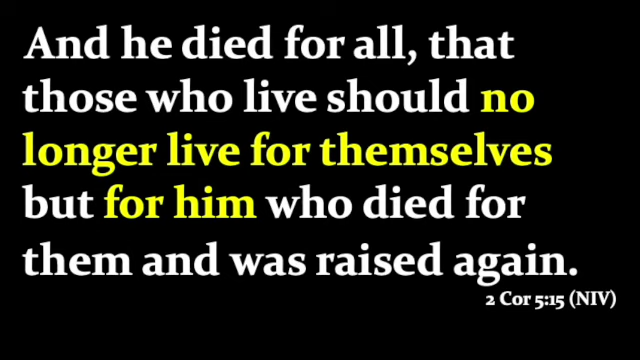 And he died for all, that
those who live should no
longer live for themselves
but for him who died for
them and was raised again.
2 Cor 5:15 (NIV)